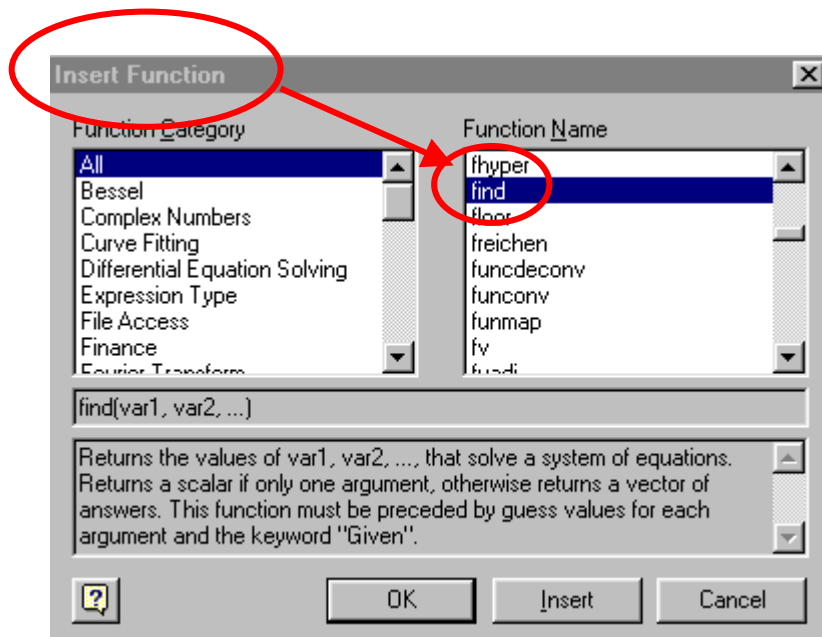 Insert Function
Function Category
Function Name
All
Bessel
Complex Numbers
Curve Fitting
Differential Equation Solving
Expression Type
File Access
Finance
Fourier Transform
fhyper
find
floor
freichen
funcdeconv
funconv
funmap
fv
find(var1, var2, ...)
Returns the values of var1, var2, ..., that solve a system of equations.
Returns a scalar if only one argument, otherwise returns a vector of
answers. This function must be preceded by guess values for each
argument and the keyword "Given".
OK
Insert
Cancel